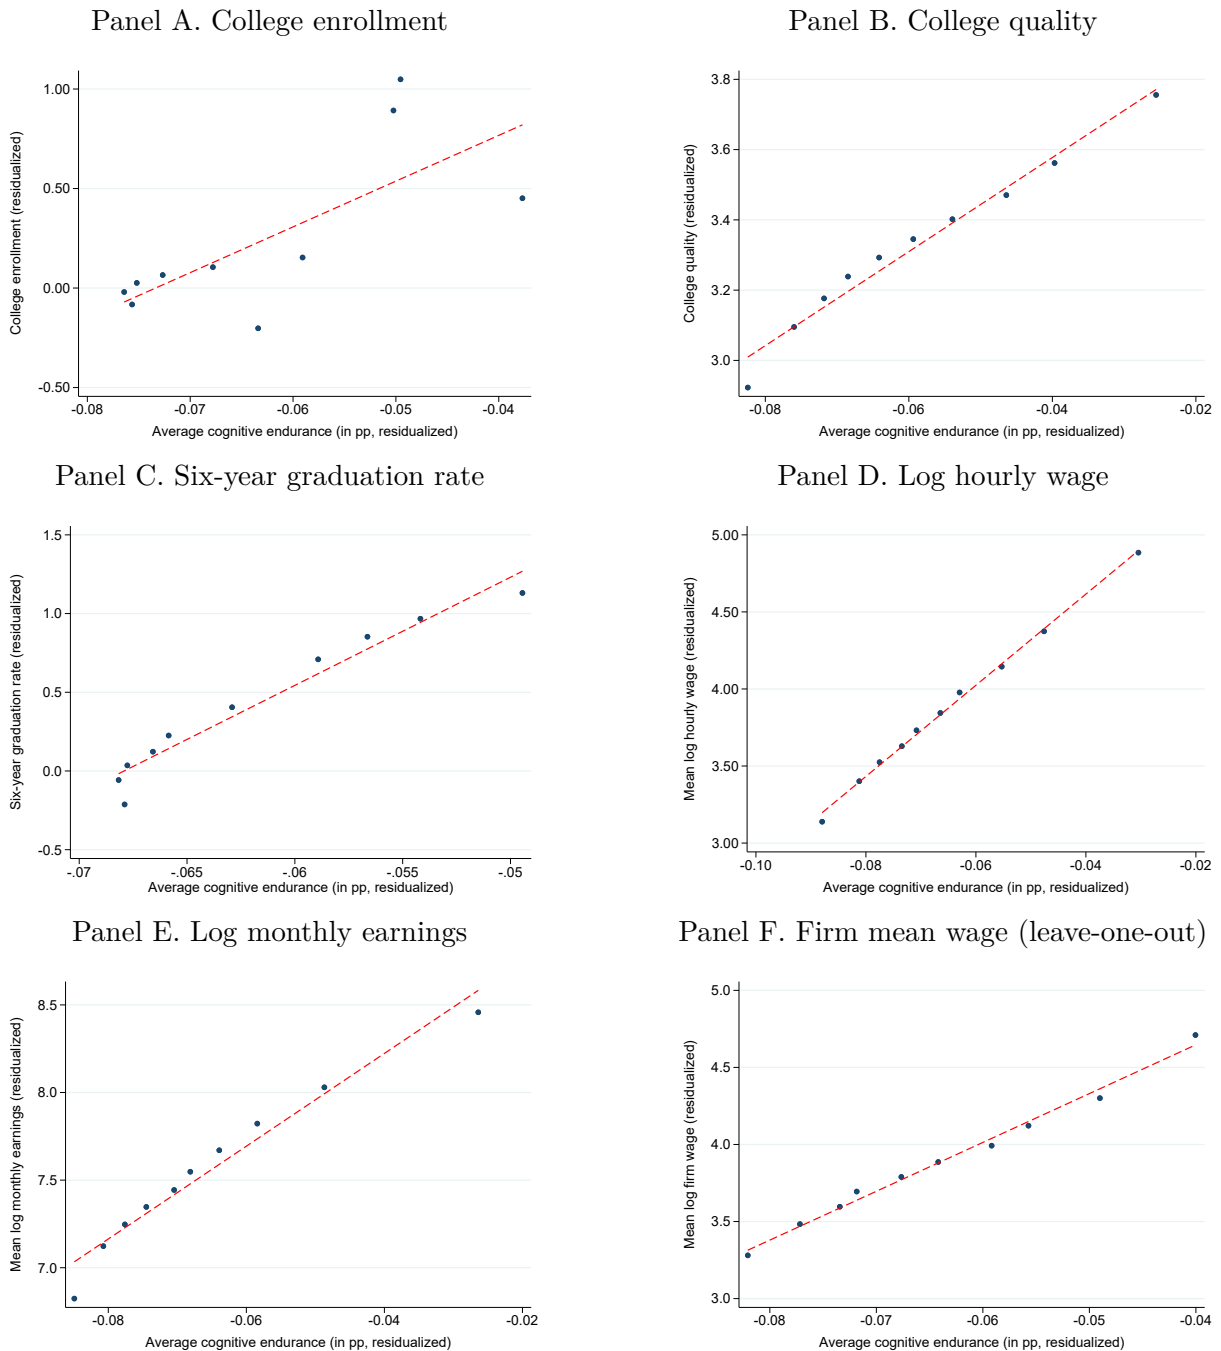 Panel A. College enrollment
College enrollment (residualized)
1.00
0.50
0.00
-0.50
-0.08 -0.07 -0.06 -0.05 -0.04
Average cognitive endurance (in pp, residualized)
Panel B. College quality
College quality (residualized)
3.8
3.6
3.4
3.2
3.0
-0.08 -0.06 -0.04 -0.02
Average cognitive endurance (in pp, residualized)
Panel C. Six-year graduation rate
Six-year graduation rate (residualized)
1.5
1.0
0.5
0.0
-0.5
-.07 -.065 -.06 -.055 -.05
Average cognitive endurance (in pp, residualized)
Panel D. Log hourly wage
Mean log hourly wage (residualized)
5.00
4.50
4.00
3.50
3.00
-0.10 -0.08 -0.06 -0.04 -0.02
Average cognitive endurance (in pp, residualized)
Panel E. Log monthly earnings
Mean log monthly earnings (residualized)
8.5
8.0
7.5
7.0
-0.08 -0.06 -0.04 -0.02
Average cognitive endurance (in pp, residualized)
Panel F. Firm mean wage (leave-one-out)
Mean log firm wage (residualized)
5.0
4.5
4.0
3.5
3.0
-0.08 -0.07 -0.06 -0.05 -0.04
Average cognitive endurance (in pp, residualized)